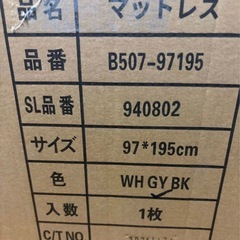 品名 マットレス
品番 B507-97195
SL品番 940802
サイズ 97*195cm
色 WH GY BK
入数 1枚
C/T NO